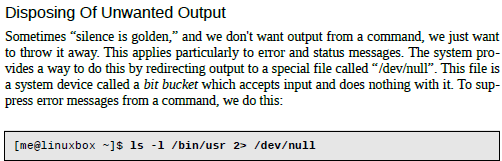 Disposing Of Unwanted Output
Sometimes “silence is golden,” and we don't want output from a command, we just want
to throw it away. This applies particularly to error and status messages. The system pro-
vides a way to do this by redirecting output to a special file called “/dev/null”. This file is
a system device called a bit bucket which accepts input and does nothing with it. To sup-
press error messages from a command, we do this:
[me@linuxbox ~]$ ls -l /bin/usr 2> /dev/null